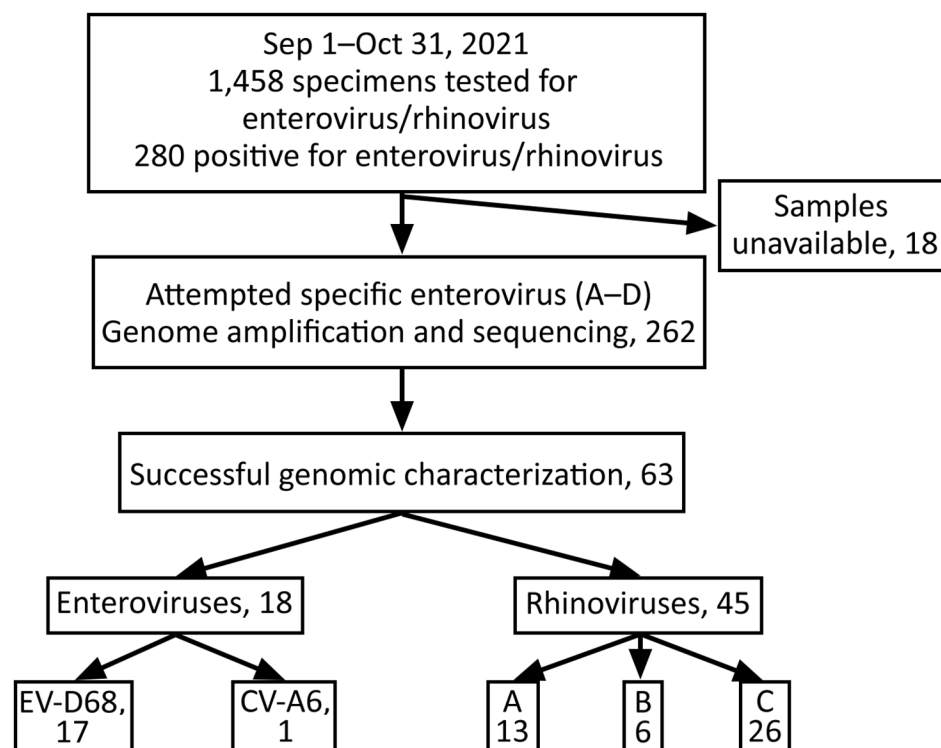 Sep 1–Oct 31, 2021
1,458 specimens tested for
enterovirus/rhinovirus
280 positive for enterovirus/rhinovirus
Samples
unavailable, 18
Attempted specific enterovirus (A–D)
Genome amplification and sequencing, 262
Successful genomic characterization, 63
Enteroviruses, 18
Rhinoviruses, 45
EV-D68,
17
CV-A6,
1
A
13
B
6
C
26